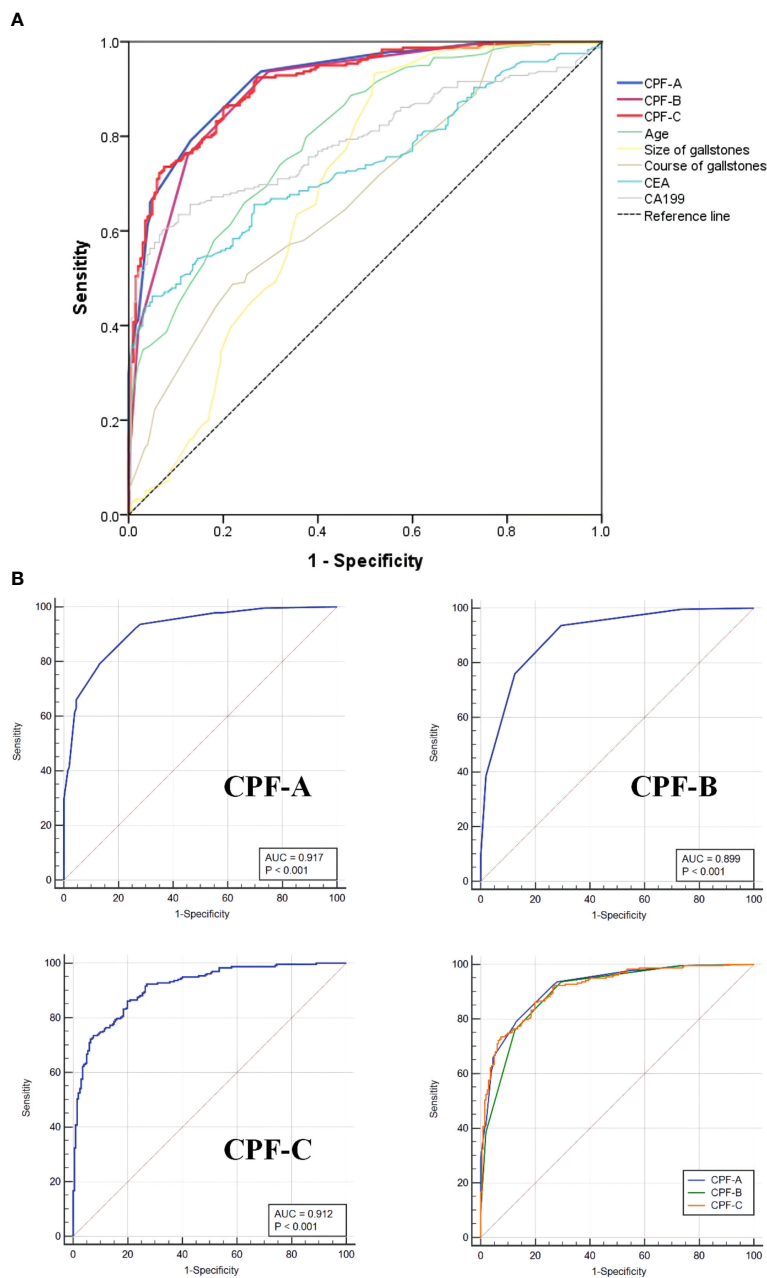 A
1.0
0.8
0.6
0.4
0.2
0.0
0.0 0.2 0.4 0.6 0.8 1.0
Sensitity
1 - Specificity
CPF-A
CPF-B
CPF-C
Age
Size of gallstones
Course of gallstones
CEA
CA199
Reference line
B
100
80
60
40
20
0
0 20 40 60 80 100
Sensitity
1-Specificity
CPF-A
AUC = 0.917
P < 0.001
100
80
60
40
20
0
0 20 40 60 80 100
Sensitity
1-Specificity
CPF-B
AUC = 0.899
P < 0.001
100
80
60
40
20
0
0 20 40 60 80 100
Sensitity
1-Specificity
CPF-C
AUC = 0.912
P < 0.001
100
80
60
40
20
0
0 20 40 60 80 100
Sensitity
1-Specificity
CPF-A
CPF-B
CPF-C